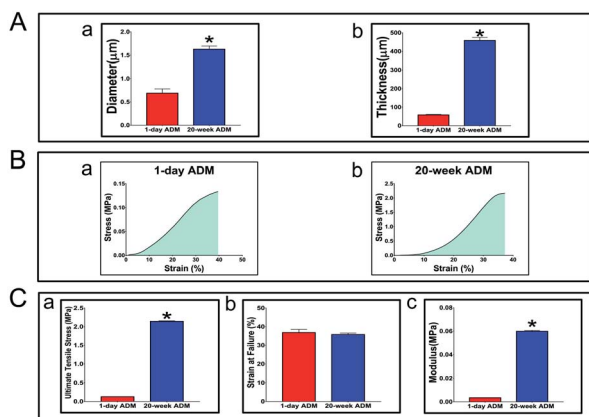 A
a
b
Diameter(μm)
2.0
1.5
1.0
0.5
0.0
*
1-day ADM 20-week ADM
Thickness(μm)
500
400
300
200
100
0
*
1-day ADM 20-week ADM
B
a
1-day ADM
Stress (MPa)
0.15
0.10
0.05
0.00
0 10 20 30 40 50
Strain (%)
b
20-week ADM
Stress (MPa)
2.5
2.0
1.5
1.0
0.5
0.0
0 10 20 30 40
Strain (%)
C
a
Ultimate Tensile Stress (MPa)
2.5
2.0
1.5
1.0
0.5
0.0
*
1-day ADM 20-week ADM
b
Strain at Failure (%)
50
40
30
20
10
0
1-day ADM 20-week ADM
c
Modulus(MPa)
0.08
0.06
0.04
0.02
0.00
*
1-day ADM 20-week ADM